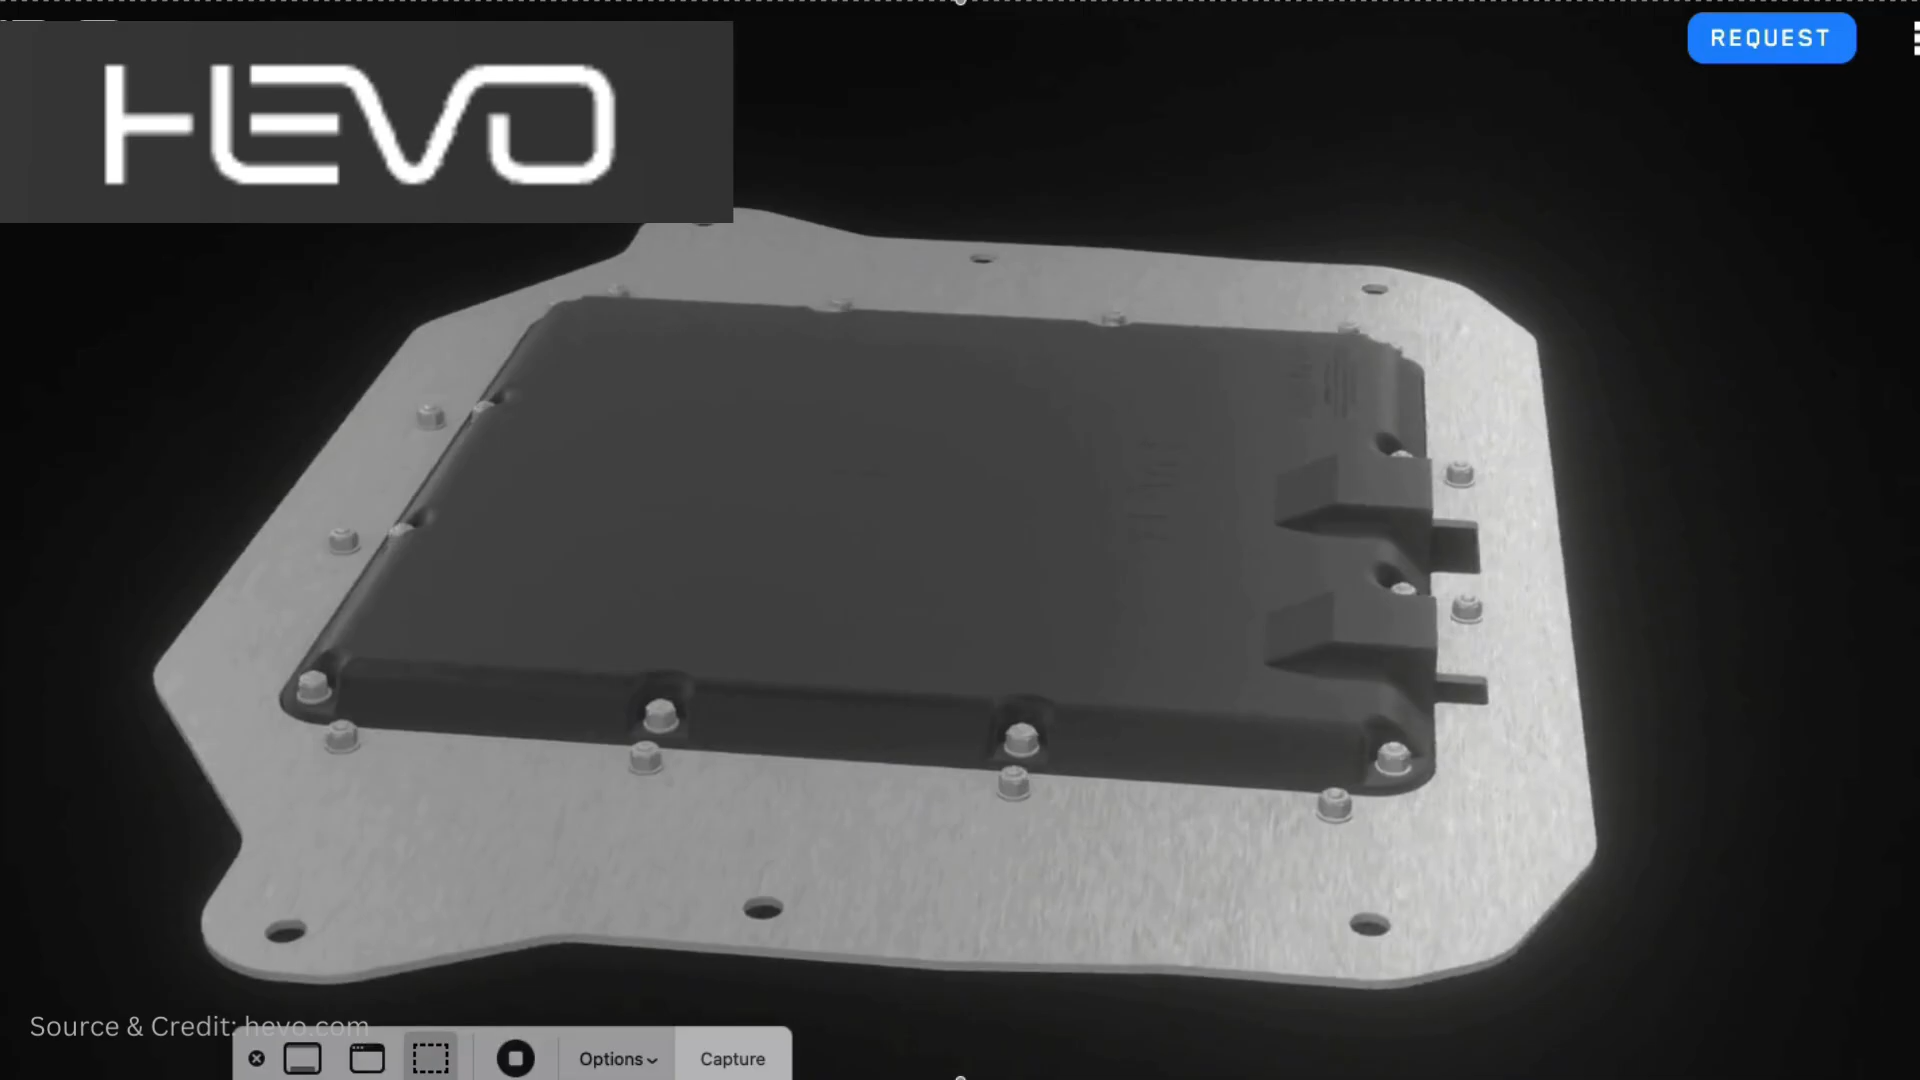 HEVO
REQUEST
Source & Credit: hevo.com
Options
Capture